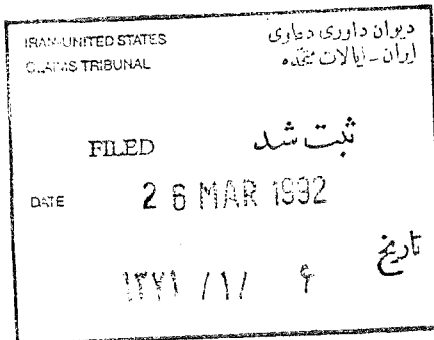 IRAN-UNITED STATES
CLAIMS TRIBUNAL
دیوان داوری دعاوی
ایران - ایالات متحده
FILED ثبت شد
DATE 26 MAR 1992
تاریخ
۱۳۷۱ /۱/ ۶